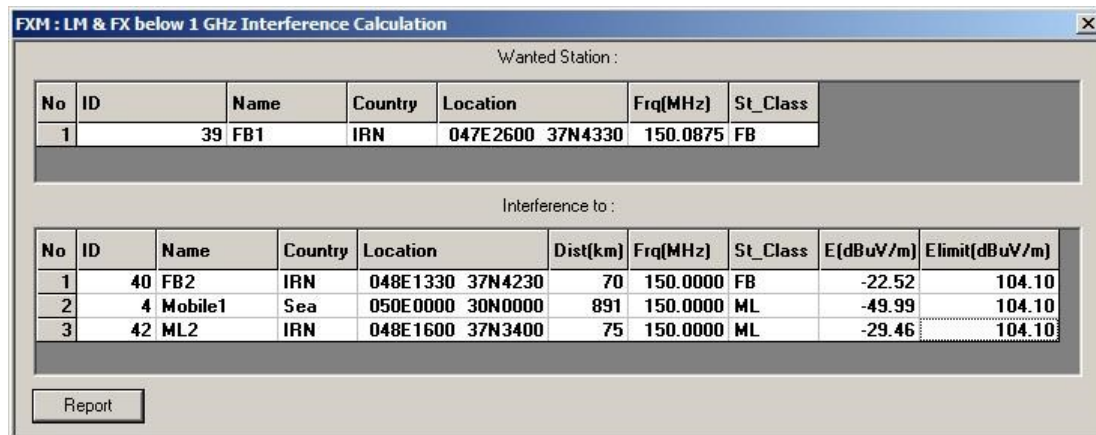 FXM : LM & FX below 1 GHz Interference Calculation
Wanted Station :
No ID Name Country Location Frq(MHz) St_Class
1 39 FB1 IRN 047E2600 37N4330 150.0875 FB
Interference to :
No ID Name Country Location Dist(km) Frq(MHz) St_Class E(dBuV/m) Elimit(dBuV/m)
1 40 FB2 IRN 048E1330 37N4230 70 150.0000 FB -22.52 104.10
2 4 Mobile1 Sea 050E0000 30N0000 891 150.0000 ML -49.99 104.10
3 42 ML2 IRN 048E1600 37N3400 75 150.0000 ML -29.46 104.10
Report